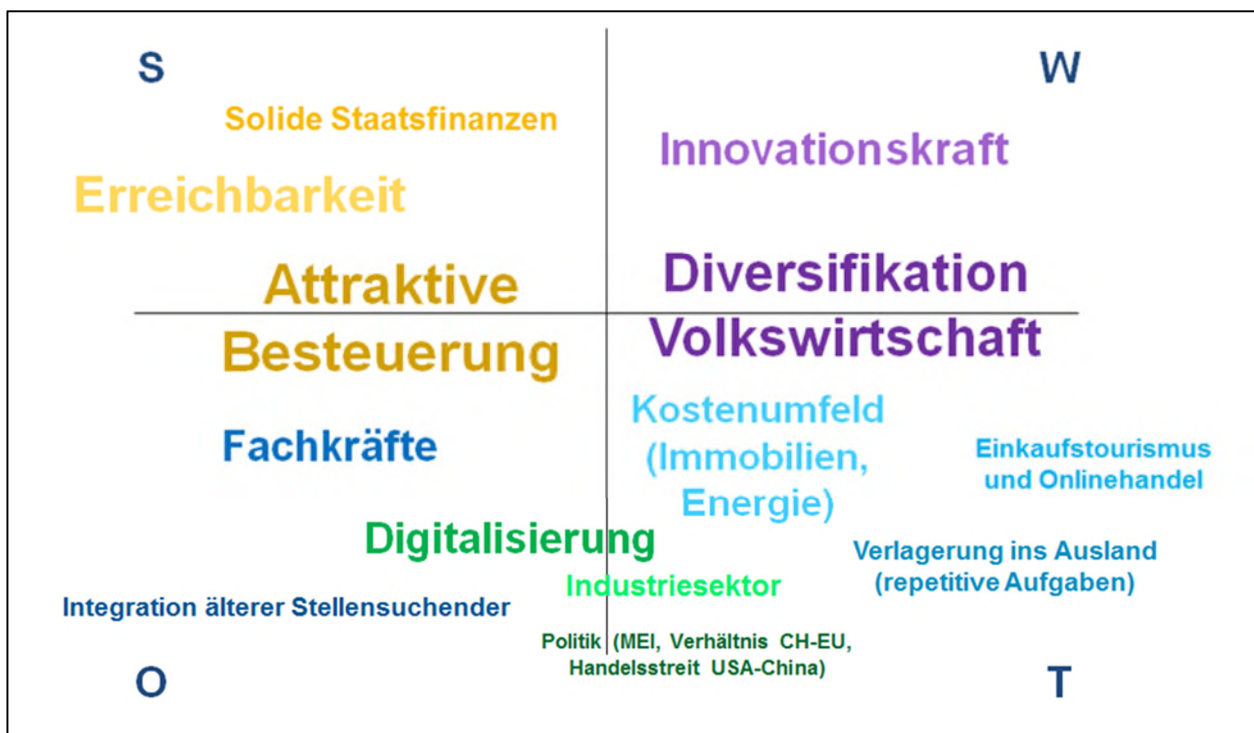 S
W
Solide Staatsfinanzen
Innovationskraft
Erreichbarkeit
Attraktive
Besteuerung
Diversifikation
Volkswirtschaft
Fachkräfte
Kostenumfeld
(Immobilien,
Energie)
Einkaufstourismus
und Onlinehandel
Digitalisierung
Verlagerung ins Ausland
(repetitive Aufgaben)
Industriesektor
Integration älterer Stellensuchender
Politik (MEI, Verhältnis CH-EU,
Handelsstreit USA-China)
O
T